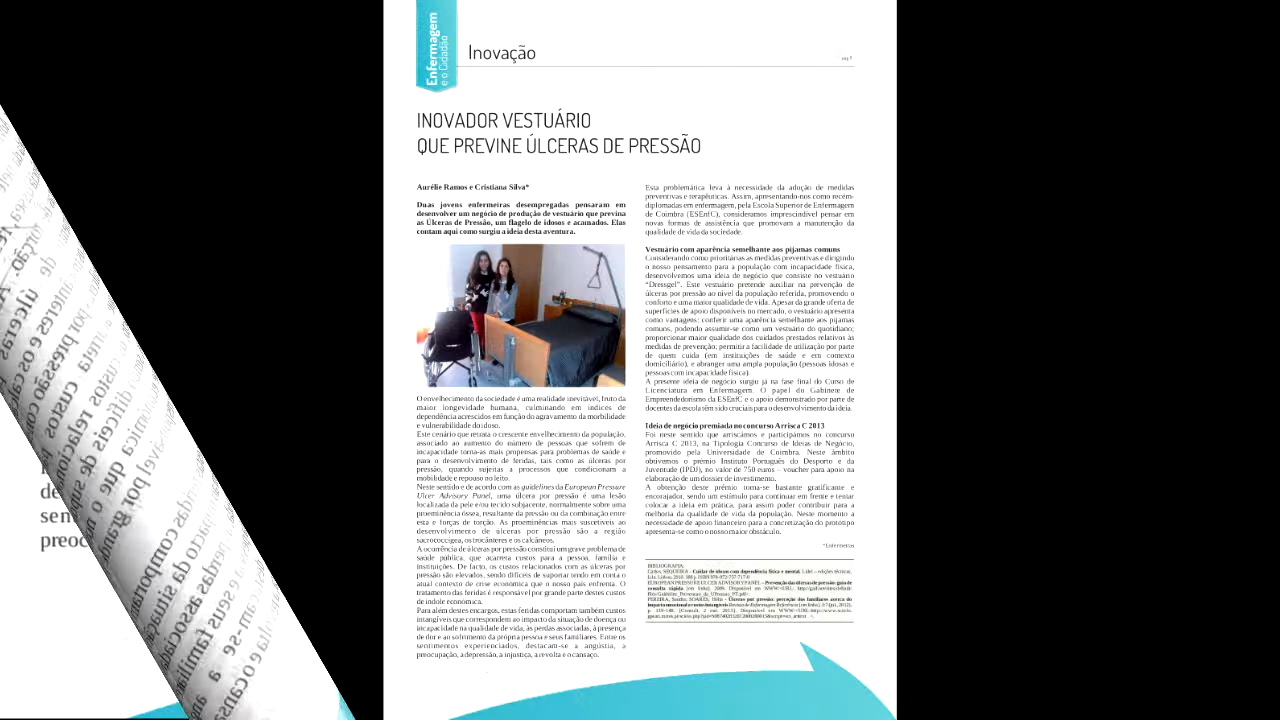 Enfermagem
e o Cidadão
Inovação
INOVADOR VESTUÁRIO
QUE PREVINE ÚLCERAS DE PRESSÃO
Aurélie Ramos e Cristiana Silva*
Duas jovens enfermeiras desempregadas pensaram em
desenvolver um negócio de produção de vestuário que previna
as Úlceras de Pressão, um flagelo de idosos e acamados. Elas
contam aqui como surgiu a ideia desta aventura.
O envelhecimento da sociedade é uma realidade inevitável, fruto da
maior longevidade humana, culminando em índices de
dependência acrescidos em função do agravamento da morbilidade
e vulnerabilidade do idoso.
Este cenário que retrata o crescente envelhecimento da população,
associado ao aumento do número de pessoas que sofrem de
incapacidade torna-as mais propensas para problemas de saúde e
para o desenvolvimento de feridas, tais como as úlceras por
pressão, quando sujeitas a processos que condicionam a
mobilidade e repouso no leito.
Neste sentido e de acordo com as guidelines da European Pressure
Ulcer Advisory Panel, uma úlcera por pressão é uma lesão
localizada da pele e/ou tecido subjacente, normalmente sobre uma
proeminência óssea, resultante da pressão ou da combinação entre
esta e forças de torção. As proeminências mais suscetíveis ao
desenvolvimento de úlceras por pressão são a região
sacrococcígea, os trocânteres e os calcâneos.
A ocorrência de úlceras por pressão constitui um grave problema de
saúde pública, que acarreta custos para a pessoa, família e
instituições. De facto, os custos relacionados com as úlceras por
pressão são elevados, sendo difíceis de suportar tendo em conta o
atual contexto de crise económica que o nosso país enfrenta. O
tratamento das feridas é responsável por grande parte destes custos
de índole económica.
Para além destes encargos, estas feridas comportam também custos
intangíveis que correspondem ao impacto da situação de doença ou
incapacidade na qualidade de vida, às perdas associadas, à presença
de dor e ao sofrimento da própria pessoa e seus familiares. Entre os
sentimentos experienciados, destacam-se a angústia, a
preocupação, a depressão, a injustiça, a revolta e o cansaço.
Esta problemática leva à necessidade da adoção de medidas
preventivas e terapêuticas. Assim, apresentando-nos como recém-
diplomadas em enfermagem, pela Escola Superior de Enfermagem
de Coimbra (ESEnfC), consideramos imprescindível pensar em
novas formas de assistência que promovam a manutenção da
qualidade de vida da sociedade.
Vestuário com aparência semelhante aos pijamas comuns
Considerando como prioritárias as medidas preventivas e dirigindo
o nosso pensamento para a população com incapacidade física,
desenvolvemos uma ideia de negócio que consiste no vestuário
“Dressgel”. Este vestuário pretende auxiliar na prevenção de
úlceras por pressão ao nível da população referida, promovendo o
conforto e uma maior qualidade de vida. Apesar da grande oferta de
superfícies de apoio disponíveis no mercado, o vestuário apresenta
como vantagens: conferir uma aparência semelhante aos pijamas
comuns, podendo assumir-se como um vestuário do quotidiano;
proporcionar maior qualidade dos cuidados prestados relativos às
medidas de prevenção; permitir a facilidade de utilização por parte
de quem cuida (em instituições de saúde e em contexto
domiciliário), e abranger uma ampla população (pessoas idosas e
pessoas com incapacidade física).
A presente ideia de negócio surgiu já na fase final do Curso de
Licenciatura em Enfermagem. O papel do Gabinete de
Empreendedorismo da ESEnfC e o apoio demonstrado por parte de
docentes da escola têm sido cruciais para o desenvolvimento da ideia.
Ideia de negócio premiada no concurso Arrisca C 2013
Foi neste sentido que arriscámos e participámos no concurso
Arrisca C 2013, na Tipologia Concurso de Ideias de Negócio,
promovido pela Universidade de Coimbra. Neste âmbito
obtivemos o prémio Instituto Português do Desporto e da
Juventude (IPDJ), no valor de 750 euros – voucher para apoio na
elaboração de um dossier de investimento.
A obtenção deste prémio torna-se bastante gratificante e
encorajador, sendo um estímulo para continuar em frente e tentar
colocar a ideia em prática, para assim poder contribuir para a
melhoria da qualidade de vida da população. Neste momento a
necessidade de apoio financeiro para a concretização do protótipo
apresenta-se como o nosso maior obstáculo.
*Enfermeiras
BIBLIOGRAFIA: